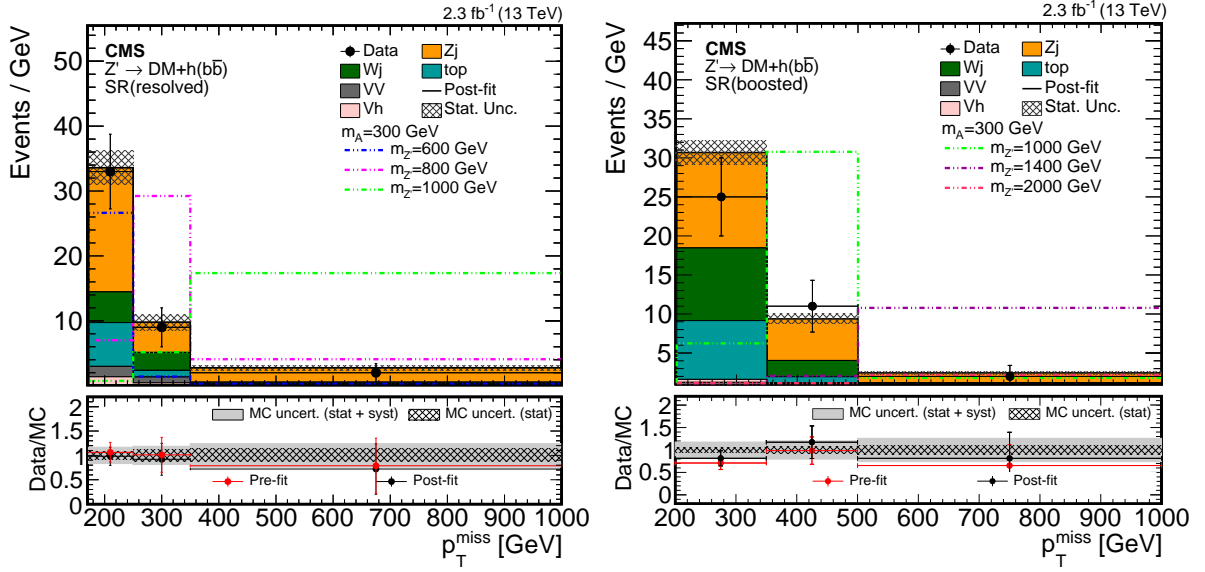 2.3 fb⁻¹ (13 TeV)
Events / GeV
50
40
30
20
10
CMS
Z' → DM+h(bb̅)
SR(resolved)
Data
Zj
Wj
top
VV
Post-fit
Vh
Stat. Unc.
m_A=300 GeV
m_Z'=600 GeV
m_Z'=800 GeV
m_Z'=1000 GeV
Data/MC
2
1.5
1
0.5
0
MC uncert. (stat + syst)
MC uncert. (stat)
Pre-fit
Post-fit
200 300 400 500 600 700 800 900 1000
p_T^miss [GeV]
2.3 fb⁻¹ (13 TeV)
Events / GeV
45
40
35
30
25
20
15
10
5
CMS
Z' → DM+h(bb̅)
SR(boosted)
Data
Zj
Wj
top
VV
Post-fit
Vh
Stat. Unc.
m_A=300 GeV
m_Z'=1000 GeV
m_Z'=1400 GeV
m_Z'=2000 GeV
Data/MC
2
1.5
1
0.5
0
MC uncert. (stat + syst)
MC uncert. (stat)
Pre-fit
Post-fit
200 300 400 500 600 700 800 900 1000
p_T^miss [GeV]